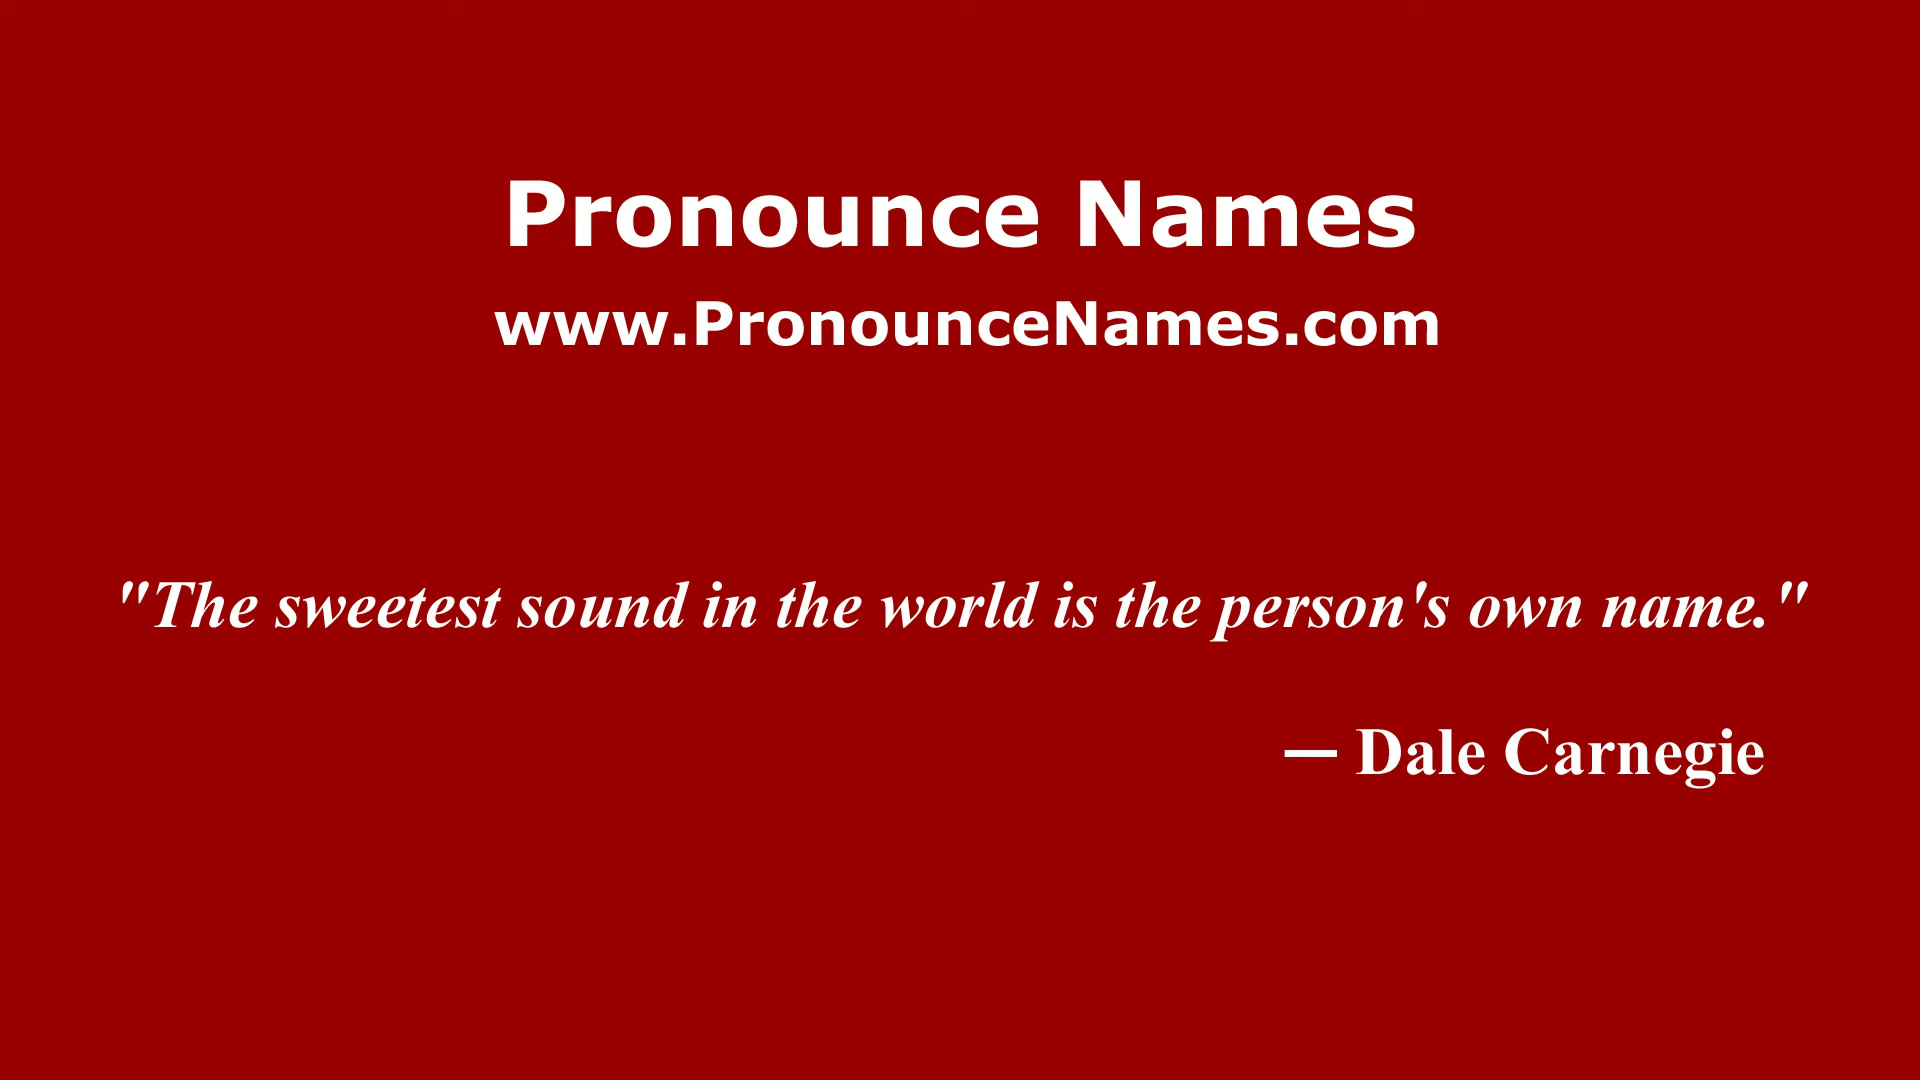 Pronounce Names
www.PronounceNames.com
"The sweetest sound in the world is the person's own name."
— Dale Carnegie